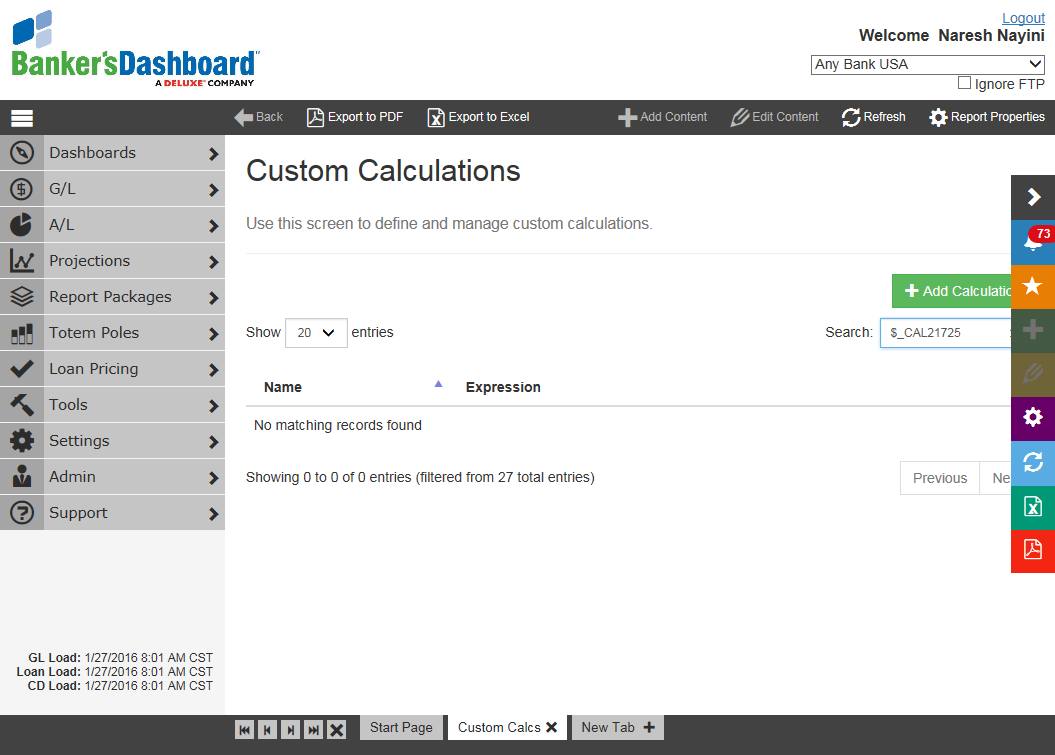 Logout
Welcome Naresh Nayini
Banker'sDashboard
A DELUXE COMPANY
Any Bank USA
Ignore FTP
Back Export to PDF Export to Excel Add Content Edit Content Refresh Report Properties
Dashboards
G/L
A/L
Projections
Report Packages
Totem Poles
Loan Pricing
Tools
Settings
Admin
Support
GL Load: 1/27/2016 8:01 AM CST
Loan Load: 1/27/2016 8:01 AM CST
CD Load: 1/27/2016 8:01 AM CST
Custom Calculations
Use this screen to define and manage custom calculations.
73
Add Calculatio
Show 20 entries Search: $_CAL21725
Name Expression
No matching records found
Showing 0 to 0 of 0 entries (filtered from 27 total entries) Previous Ne
Start Page Custom Calcs New Tab